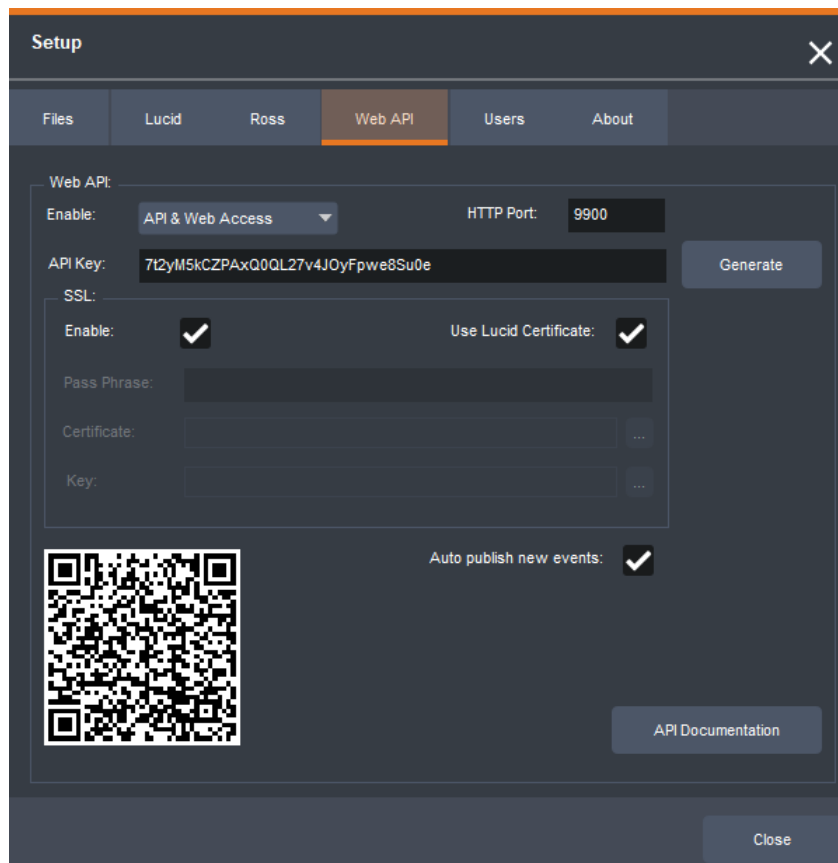 Setup
Files Lucid Ross Web API Users About
Web API:
Enable: API & Web Access HTTP Port: 9900
API Key: 7t2yM5kCZPAxQ0QL27v4JOyFpwe8Su0e Generate
SSL:
Enable: Use Lucid Certificate:
Pass Phrase:
Certificate: ...
Key: ...
Auto publish new events:
API Documentation
Close